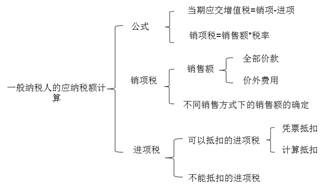 公式
当期应交增值税=销项-进项
销项税=销售额*税率
一般纳税人的应纳税额计
算
销项税
销售额
全部价款
价外费用
不同销售方式下的销售额的确定
进项税
可以抵扣的进项税
凭票抵扣
计算抵扣
不能抵扣的进项税